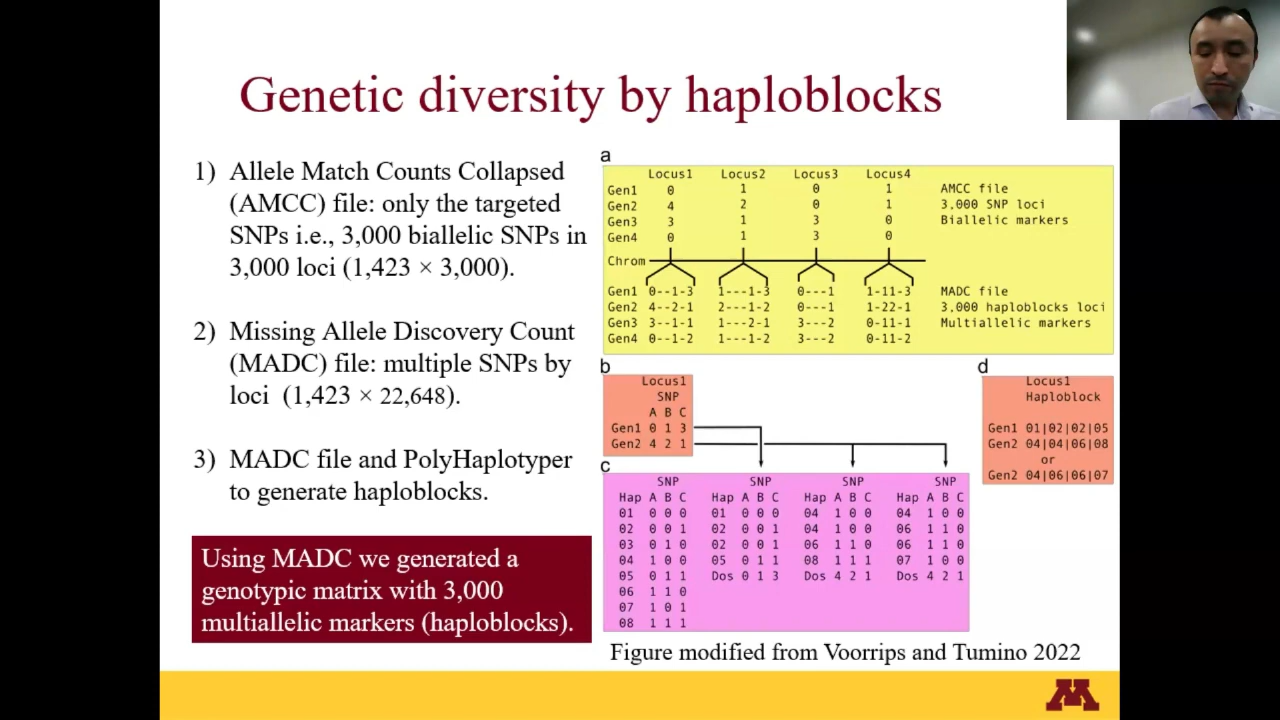 Genetic diversity by haploblocks
1) Allele Match Counts Collapsed
(AMCC) file: only the targeted
SNPs i.e., 3,000 biallelic SNPs in
3,000 loci (1,423 × 3,000).
2) Missing Allele Discovery Count
(MADC) file: multiple SNPs by
loci (1,423 × 22,648).
3) MADC file and PolyHaplotyper
to generate haploblocks.
Using MADC we generated a
genotypic matrix with 3,000
multiallelic markers (haploblocks).
a
Locus1 Locus2 Locus3 Locus4
Gen1 0 1 0 1 AMCC file
Gen2 4 2 0 1 3,000 SNP loci
Gen3 3 1 3 0 Biallelic markers
Gen4 0 1 3 0
Chrom
Gen1 0--1-3 1---1-3 0---1 1-11-3 MADC file
Gen2 4--2-1 2---1-2 0---1 1-22-1 3,000 haploblocks loci
Gen3 3--1-1 1---2-1 3---2 0-11-1 Multiallelic markers
Gen4 0--1-2 1---1-2 3---2 0-11-2
b
Locus1
SNP
A B C
Gen1 0 1 3
Gen2 4 2 1
d
Locus1
Haploblock
Gen1 01|02|02|05
Gen2 04|04|06|08
or
Gen2 04|06|06|07
c
SNP SNP SNP SNP
Hap A B C Hap A B C Hap A B C Hap A B C
01 0 0 0 01 0 0 0 04 1 0 0 04 1 0 0
02 0 0 1 02 0 0 1 04 1 0 0 06 1 1 0
03 0 1 0 02 0 0 1 06 1 1 0 06 1 1 0
04 1 0 0 05 0 1 1 08 1 1 1 07 1 0 0
05 0 1 1 Dos 0 1 3 Dos 4 2 1 Dos 4 2 1
06 1 1 0
07 1 0 1
08 1 1 1
Figure modified from Voorrips and Tumino 2022
M